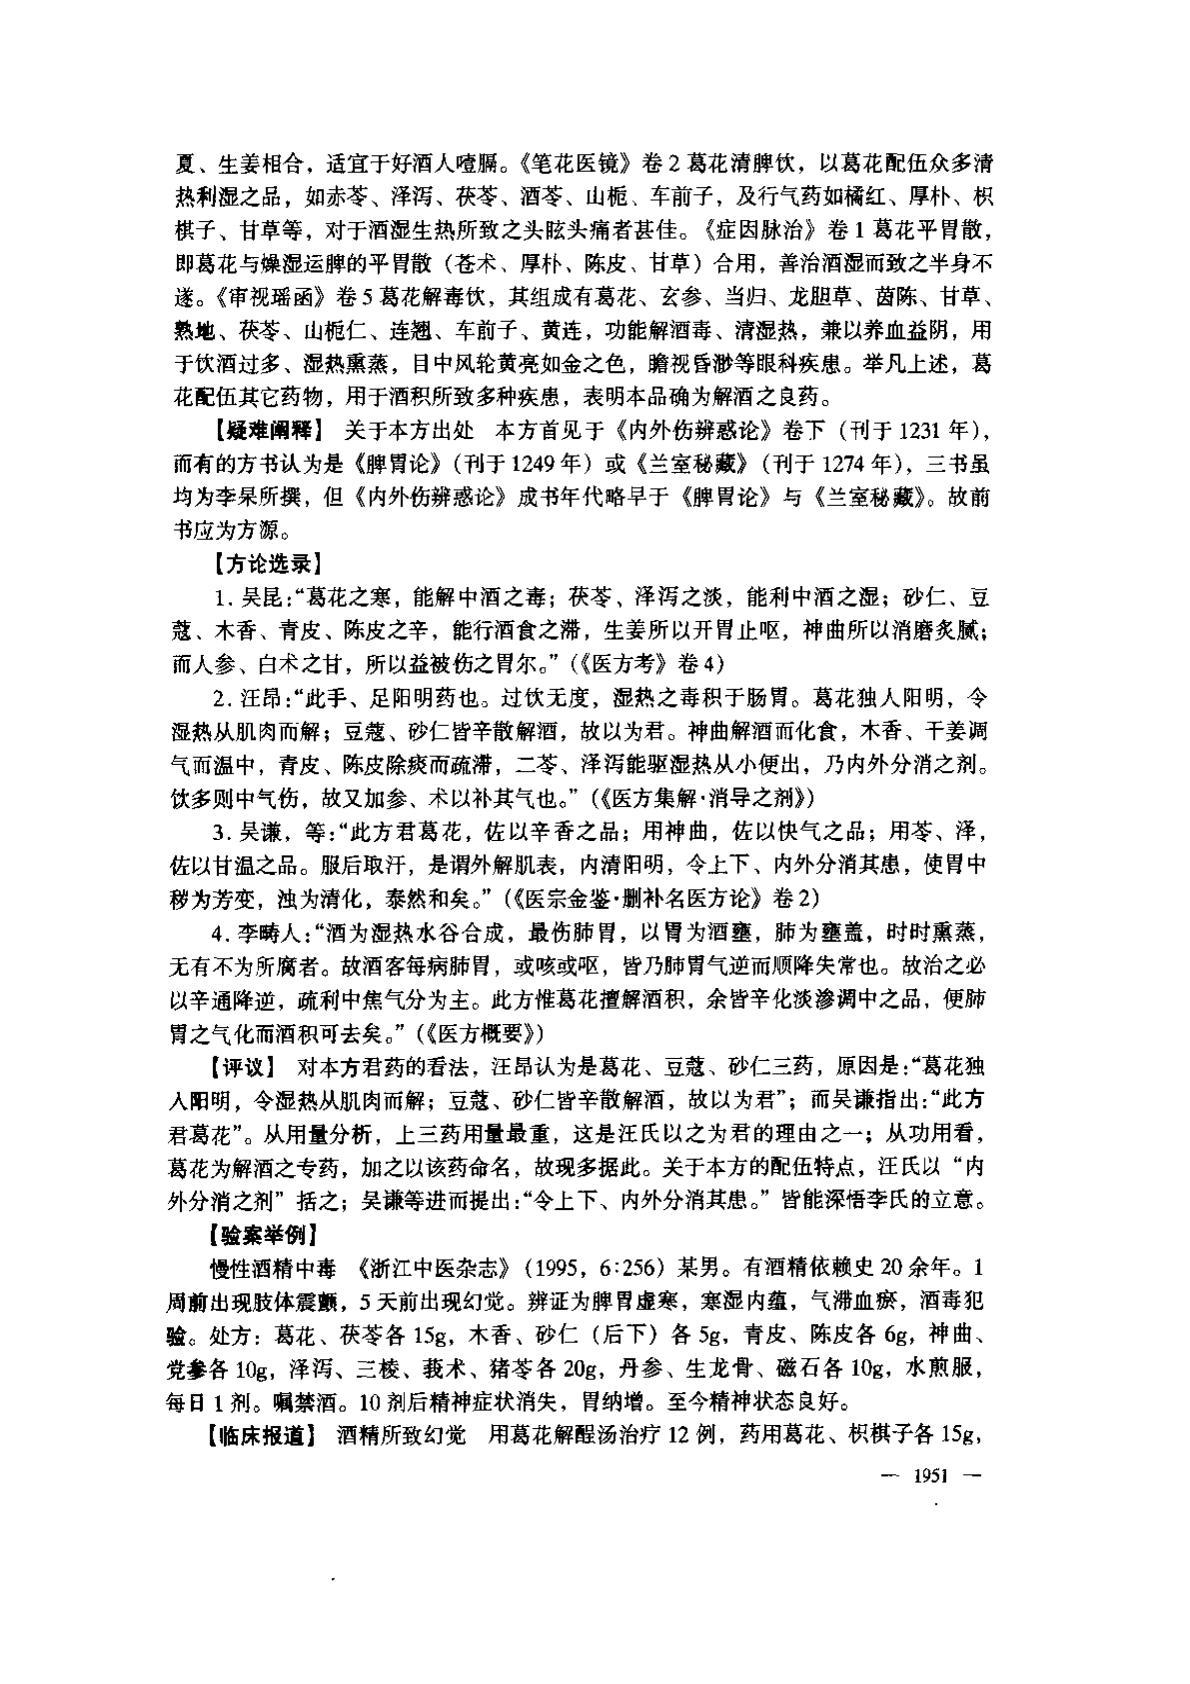 夏、生姜相合，适宜于好酒人噎膈。《笔花医镜》卷 2 葛花清脾饮，以葛花配伍众多清
热利湿之品，如赤苓、泽泻、茯苓、酒芩、山栀、车前子，及行气药如橘红、厚朴、枳
椇子、甘草等，对于酒湿生热所致之头眩头痛者甚佳。《症因脉治》卷 1 葛花平胃散，
即葛花与燥湿运脾的平胃散（苍术、厚朴、陈皮、甘草）合用，善治酒湿而致之半身不
遂。《审视瑶函》卷 5 葛花解毒饮，其组成有葛花、玄参、当归、龙胆草、茵陈、甘草、
熟地、茯苓、山栀仁、连翘、车前子、黄连，功能解酒毒、清湿热，兼以养血益阴，用
于饮酒过多、湿热熏蒸，目中风轮黄亮如金之色，瞻视昏渺等眼科疾患。举凡上述，葛
花配伍其它药物，用于酒积所致多种疾患，表明本品确为解酒之良药。
【疑难阐释】 关于本方出处 本方首见于《内外伤辨惑论》卷下（刊于 1231 年），
而有的方书认为是《脾胃论》（刊于 1249 年）或《兰室秘藏》（刊于 1274 年），三书虽
均为李杲所撰，但《内外伤辨惑论》成书年代略早于《脾胃论》与《兰室秘藏》。故前
书应为方源。
【方论选录】
1. 吴昆：“葛花之寒，能解中酒之毒；茯苓、泽泻之淡，能利中酒之湿；砂仁、豆
蔻、木香、青皮、陈皮之辛，能行酒食之滞，生姜所以开胃止呕，神曲所以消磨炙腻；
而人参、白术之甘，所以益被伤之胃尔。”（《医方考》卷 4）
2. 汪昂：“此手、足阳明药也。过饮无度，湿热之毒积于肠胃。葛花独入阳明，令
湿热从肌肉而解；豆蔻、砂仁皆辛散解酒，故以为君。神曲解酒而化食，木香、干姜调
气而温中，青皮、陈皮除痰而疏滞，二苓、泽泻能驱湿热从小便出，乃内外分消之剂。
饮多则中气伤，故又加参、术以补其气也。”（《医方集解·消导之剂》）
3. 吴谦，等：“此方君葛花，佐以辛香之品；用神曲，佐以快气之品；用苓、泽，
佐以甘温之品。服后取汗，是谓外解肌表，内清阳明，令上下、内外分消其患，使胃中
秽为芳变，浊为清化，泰然和矣。”（《医宗金鉴·删补名医方论》卷 2）
4. 李畴人：“酒为湿热水谷合成，最伤肺胃，以胃为酒壅，肺为壅盖，时时熏蒸，
无有不为所腐者。故酒客每病肺胃，或咳或呕，皆乃肺胃气逆而顺降失常也。故治之必
以辛通降逆，疏利中焦气分为主。此方惟葛花擅解酒积，余皆辛化淡渗调中之品，便肺
胃之气化而酒积可去矣。”（《医方概要》）
【评议】 对本方君药的看法，汪昂认为是葛花、豆蔻、砂仁三药，原因是：“葛花独
入阳明，令湿热从肌肉而解；豆蔻、砂仁皆辛散解酒，故以为君”；而吴谦指出：“此方
君葛花”。从用量分析，上三药用量最重，这是汪氏以之为君的理由之一；从功用看，
葛花为解酒之专药，加之以该药命名，故现多据此。关于本方的配伍特点，汪氏以“内
外分消之剂”括之；吴谦等进而提出：“令上下、内外分消其患。”皆能深悟李氏的立意。
【验案举例】
慢性酒精中毒 《浙江中医杂志》（1995，6∶256）某男。有酒精依赖史 20 余年。1
周前出现肢体震颤，5 天前出现幻觉。辨证为脾胃虚寒，寒湿内蕴，气滞血瘀，酒毒犯
验。处方：葛花、茯苓各 15g，木香、砂仁（后下）各 5g，青皮、陈皮各 6g，神曲、
党参各 10g，泽泻、三棱、莪术、猪苓各 20g，丹参、生龙骨、磁石各 10g，水煎服，
每日 1 剂。嘱禁酒。10 剂后精神症状消失，胃纳增。至今精神状态良好。
【临床报道】 酒精所致幻觉 用葛花解酲汤治疗 12 例，药用葛花、枳椇子各 15g，
— 1951 —